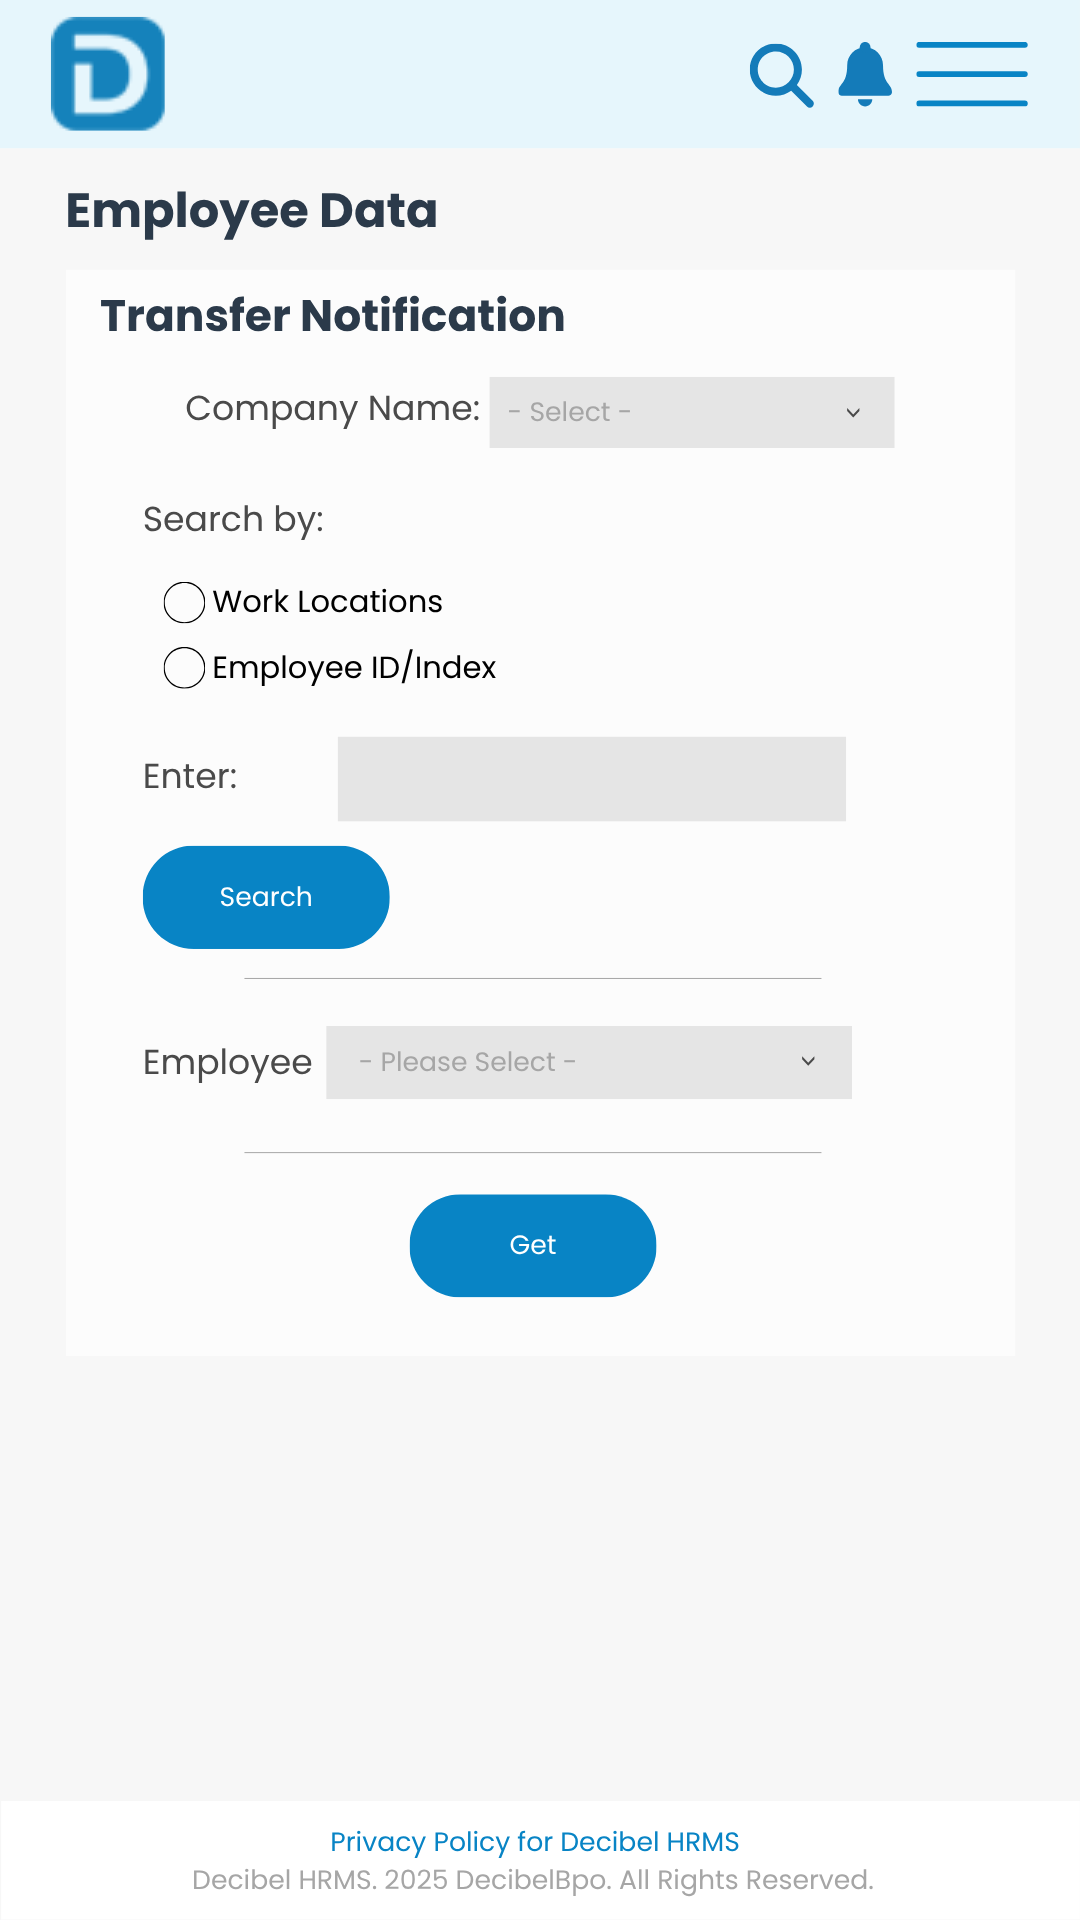 D
Employee Data
Transfer Notification
Company Name: - Select -
Search by:
Work Locations
Employee ID/Index
Enter:
Search
Employee - Please Select -
Get
Privacy Policy for Decibel HRMS
Decibel HRMS. 2025 DecibelBpo. All Rights Reserved.